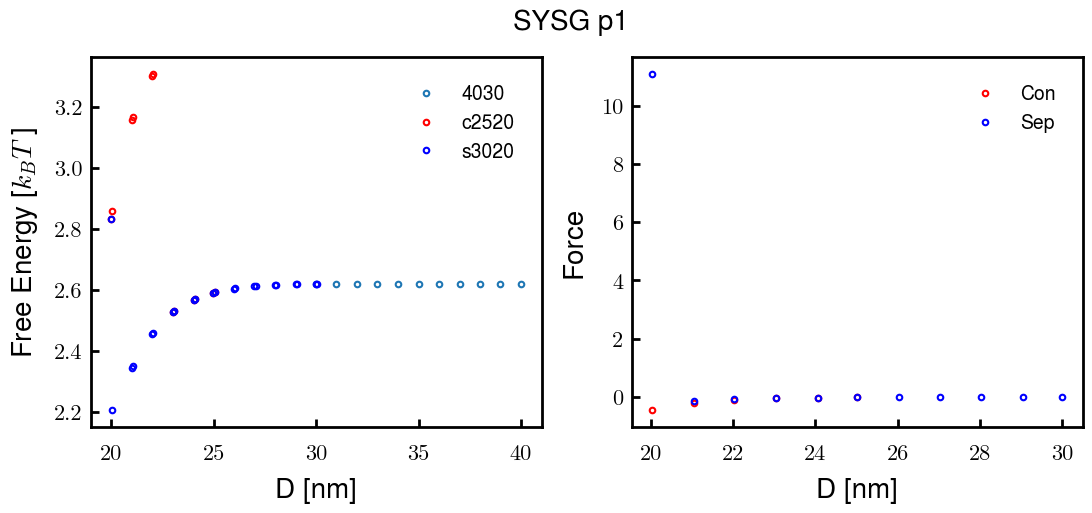 SYSG p1
Free Energy [k_BT]
3.2
3.0
2.8
2.6
2.4
2.2
4030
c2520
s3020
20 25 30 35 40
D [nm]
Force
10
8
6
4
2
0
Con
Sep
20 22 24 26 28 30
D [nm]